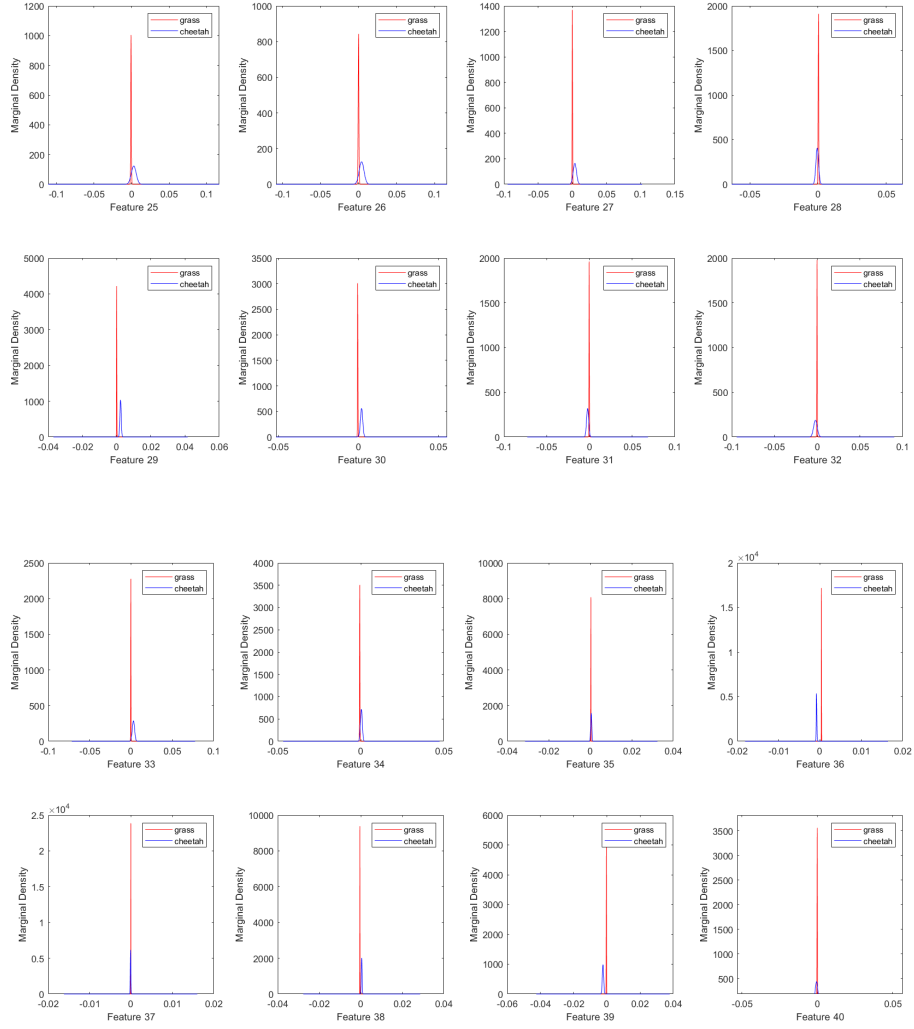 1200
1000
800
600
400
200
0
Marginal Density
grass
cheetah
-0.1 -0.05 0 0.05 0.1
Feature 25
1000
800
600
400
200
0
Marginal Density
grass
cheetah
-0.1 -0.05 0 0.05 0.1
Feature 26
1400
1200
1000
800
600
400
200
0
Marginal Density
grass
cheetah
-0.1 -0.05 0 0.05 0.1 0.15
Feature 27
2000
1500
1000
500
0
Marginal Density
grass
cheetah
-0.05 0 0.05
Feature 28
5000
4000
3000
2000
1000
0
Marginal Density
grass
cheetah
-0.04 -0.02 0 0.02 0.04 0.06
Feature 29
3500
3000
2500
2000
1500
1000
500
0
Marginal Density
grass
cheetah
-0.05 0 0.05
Feature 30
2000
1500
1000
500
0
Marginal Density
grass
cheetah
-0.1 -0.05 0 0.05 0.1
Feature 31
2000
1500
1000
500
0
Marginal Density
grass
cheetah
-0.1 -0.05 0 0.05 0.1
Feature 32
2500
2000
1500
1000
500
0
Marginal Density
grass
cheetah
-0.1 -0.05 0 0.05 0.1
Feature 33
4000
3500
3000
2500
2000
1500
1000
500
0
Marginal Density
grass
cheetah
-0.05 0 0.05
Feature 34
10000
8000
6000
4000
2000
0
Marginal Density
grass
cheetah
-0.04 -0.02 0 0.02 0.04
Feature 35
×10⁴
2
1.5
1
0.5
0
Marginal Density
grass
cheetah
-0.02 -0.01 0 0.01 0.02
Feature 36
×10⁴
2.5
2
1.5
1
0.5
0
Marginal Density
grass
cheetah
-0.02 -0.01 0 0.01 0.02
Feature 37
10000
8000
6000
4000
2000
0
Marginal Density
grass
cheetah
-0.04 -0.02 0 0.02 0.04
Feature 38
6000
5000
4000
3000
2000
1000
0
Marginal Density
grass
cheetah
-0.06 -0.04 -0.02 0 0.02 0.04
Feature 39
3500
3000
2500
2000
1500
1000
500
Marginal Density
grass
cheetah
-0.05 0 0.05
Feature 40